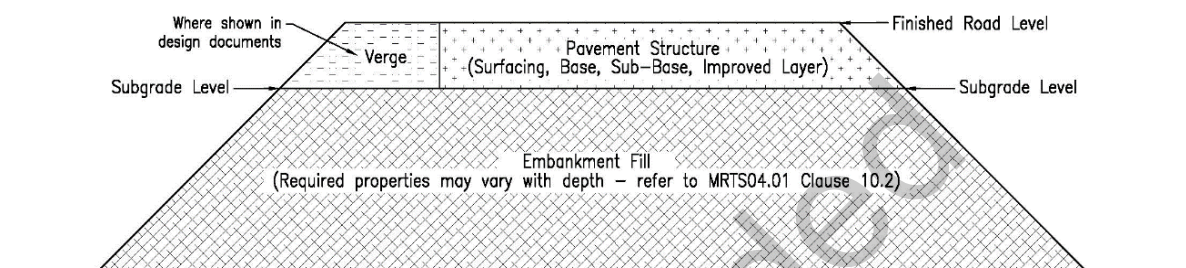 Where shown in
design documents
Finished Road Level
Verge
Pavement Structure
(Surfacing, Base, Sub-Base, Improved Layer)
Subgrade Level
Subgrade Level
Embankment Fill
(Required properties may vary with depth – refer to MRTS04.01 Clause 10.2)
ded